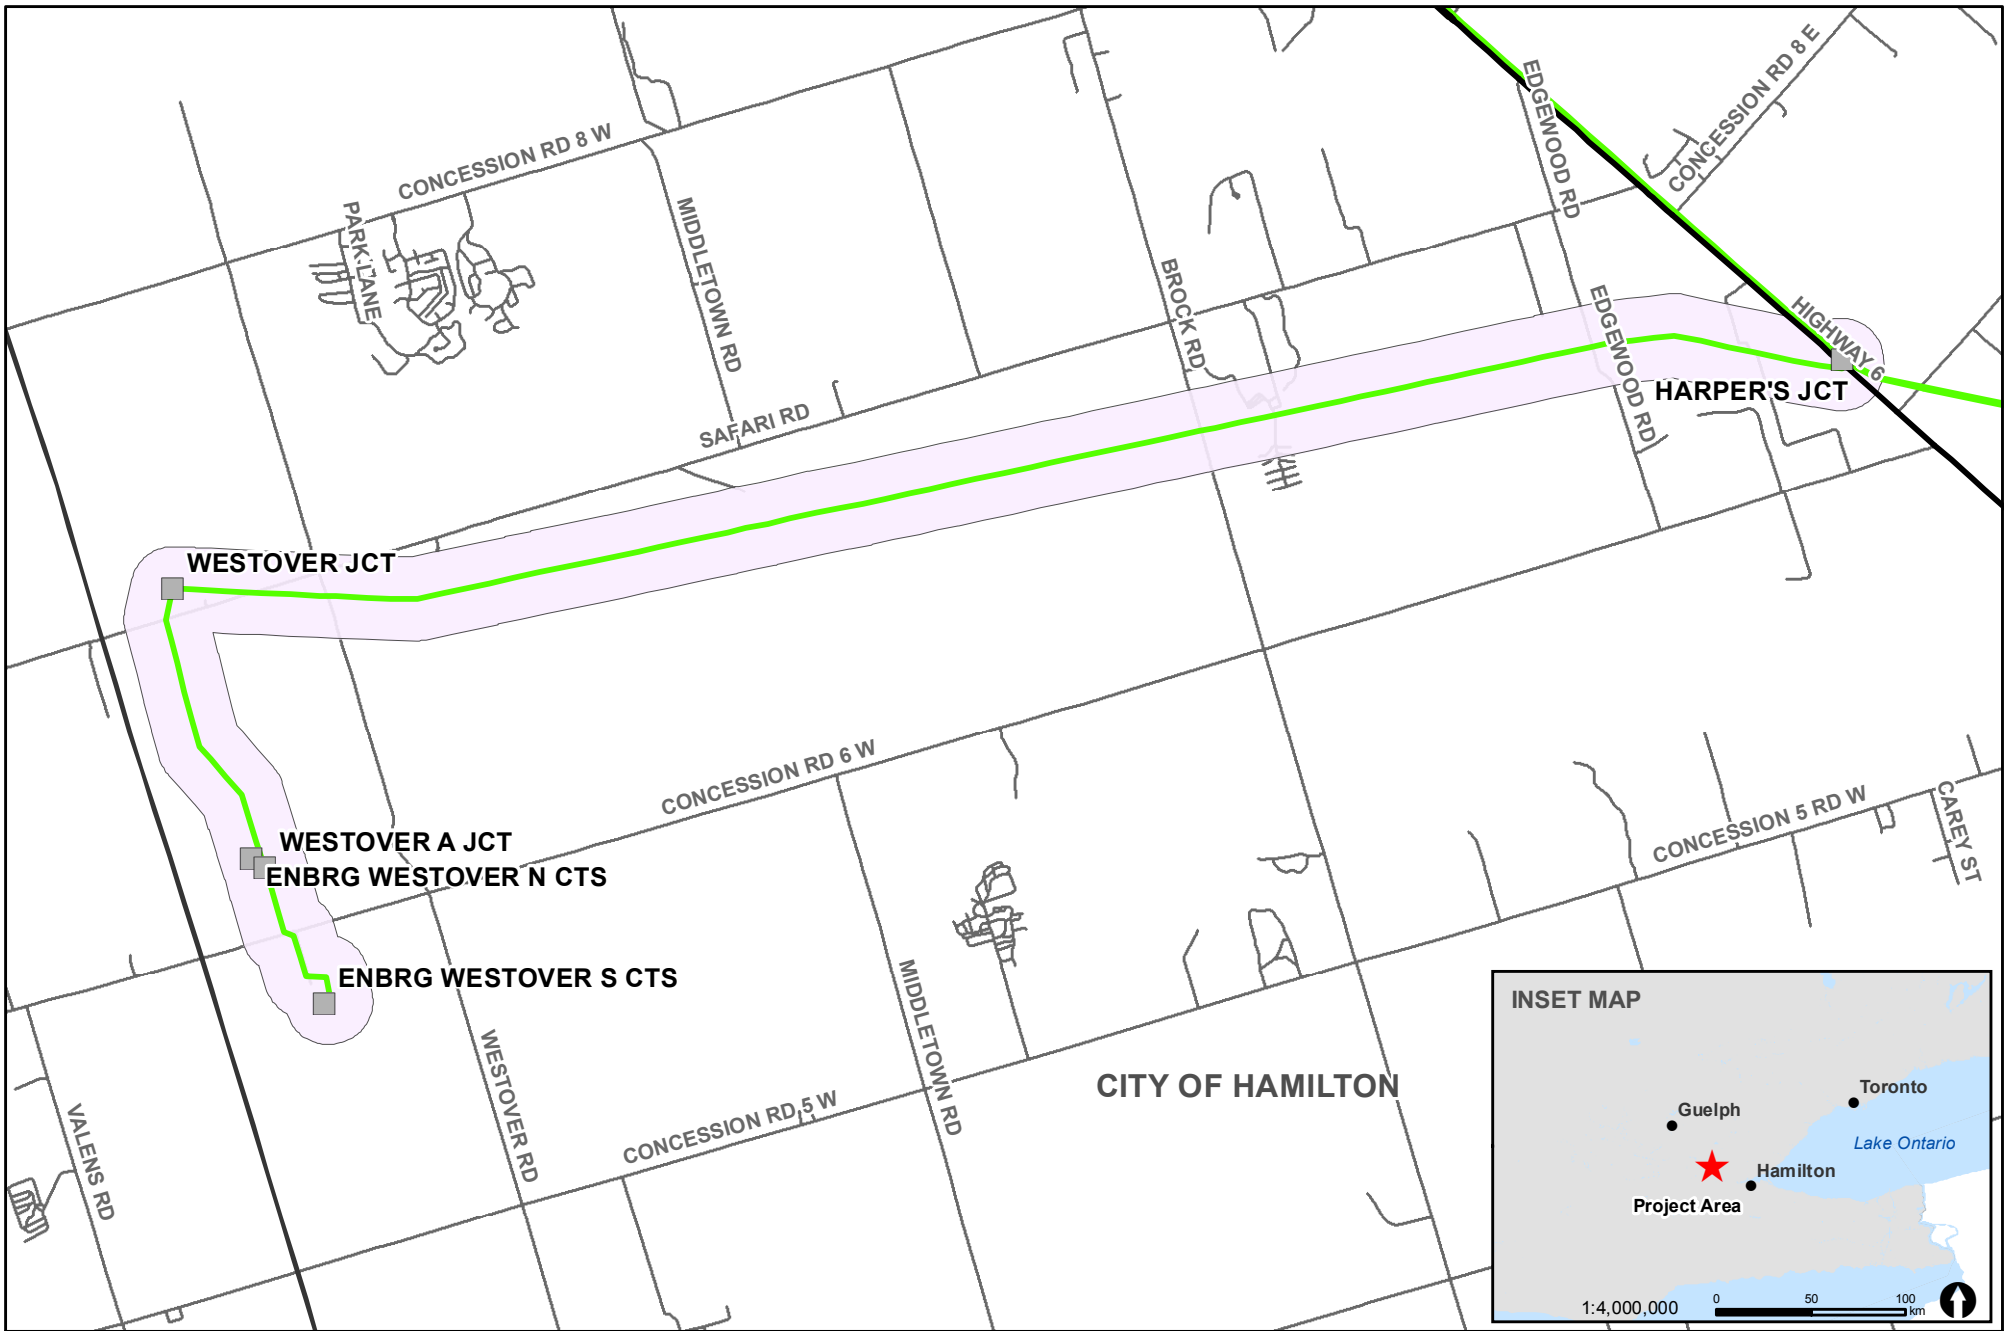 CONCESSION RD 8 W
CONCESSION RD 8 E
EDGEWOOD RD
PARK LANE
MIDDLETOWN RD
BROCK RD
EDGEWOOD RD
HIGHWAY 6
HARPER'S JCT
SAFARI RD
WESTOVER JCT
CONCESSION RD 6 W
WESTOVER A JCT
ENBRG WESTOVER N CTS
CONCESSION 5 RD W
CAREY ST
ENBRG WESTOVER S CTS
MIDDLETOWN RD
WESTOVER RD
CITY OF HAMILTON
CONCESSION RD 5 W
VALENS RD
INSET MAP
Toronto
Guelph
Lake Ontario
Hamilton
Project Area
1:4,000,000
0 50 100
km